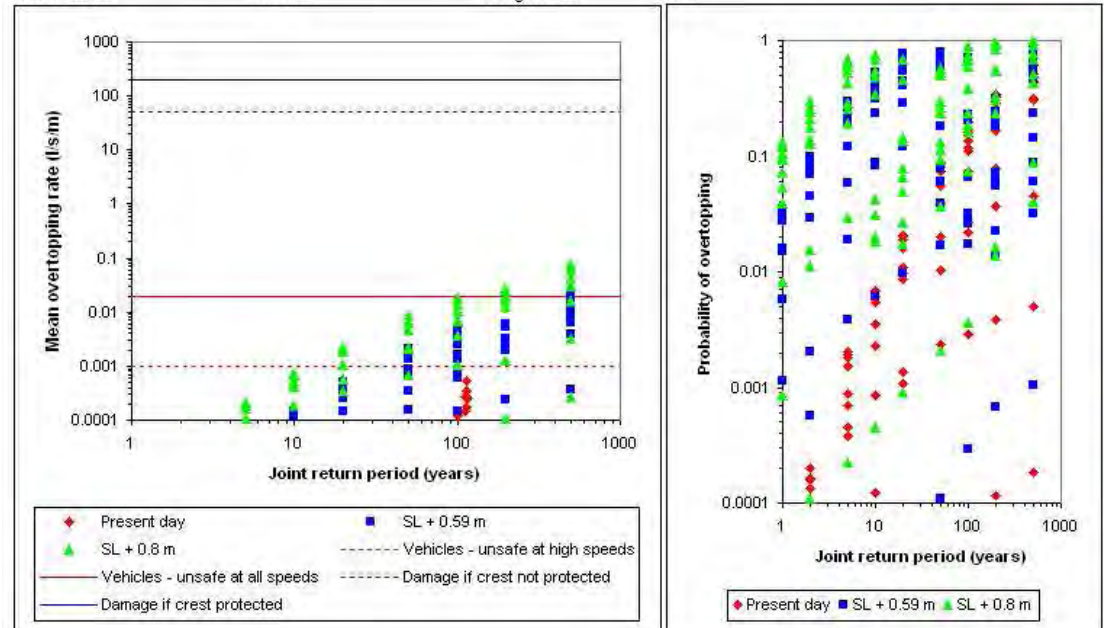 1000
100
10
1
0.1
0.01
0.001
0.0001
Mean overtopping rate (l/s/m)
1 10 100 1000
Joint return period (years)
Present day SL + 0.59 m
SL + 0.8 m Vehicles - unsafe at high speeds
Vehicles - unsafe at all speeds Damage if crest not protected
Damage if crest protected
1
0.1
0.01
0.001
0.0001
Probability of overtopping
1 10 100 1000
Joint return period (years)
Present day SL + 0.59 m SL + 0.8 m